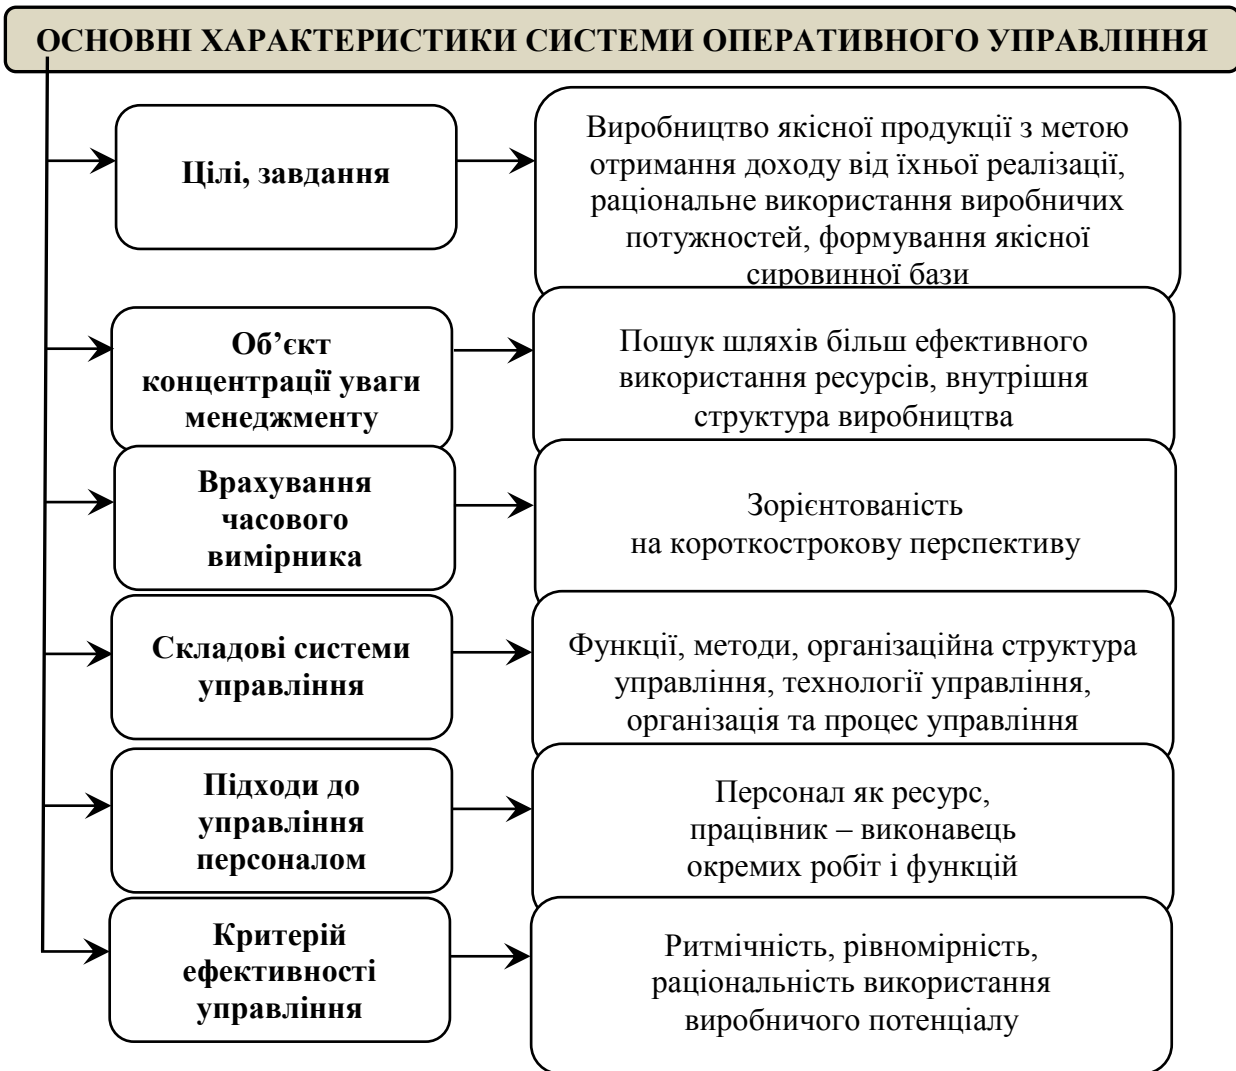 ОСНОВНІ ХАРАКТЕРИСТИКИ СИСТЕМИ ОПЕРАТИВНОГО УПРАВЛІННЯ
Цілі, завдання
Виробництво якісної продукції з метою
отримання доходу від їхньої реалізації,
раціональне використання виробничих
потужностей, формування якісної
сировинної бази
Об’єкт
концентрації уваги
менеджменту
Пошук шляхів більш ефективного
використання ресурсів, внутрішня
структура виробництва
Врахування
часового
вимірника
Зорієнтованість
на короткострокову перспективу
Складові системи
управління
Функції, методи, організаційна структура
управління, технології управління,
організація та процес управління
Підходи до
управління
персоналом
Персонал як ресурс,
працівник – виконавець
окремих робіт і функцій
Критерій
ефективності
управління
Ритмічність, рівномірність,
раціональність використання
виробничого потенціалу